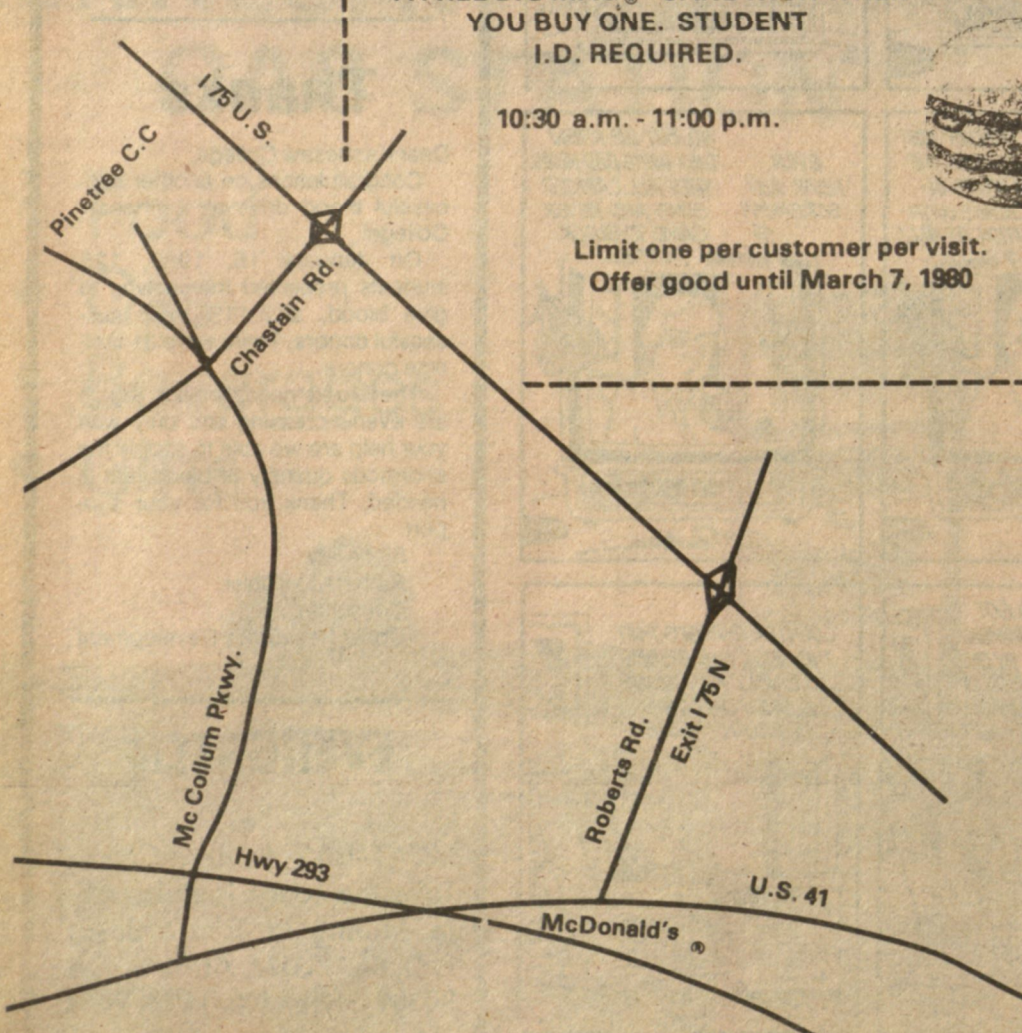 YOU BUY ONE. STUDENT
I.D. REQUIRED.
10:30 a.m. - 11:00 p.m.
Limit one per customer per visit.
Offer good until March 7, 1980
I 75 U.S.
Pinetree C.C
Chastain Rd.
Mc Collum Pkwy.
Hwy 293
Roberts Rd.
Exit I 75 N
U.S. 41
McDonald's ®